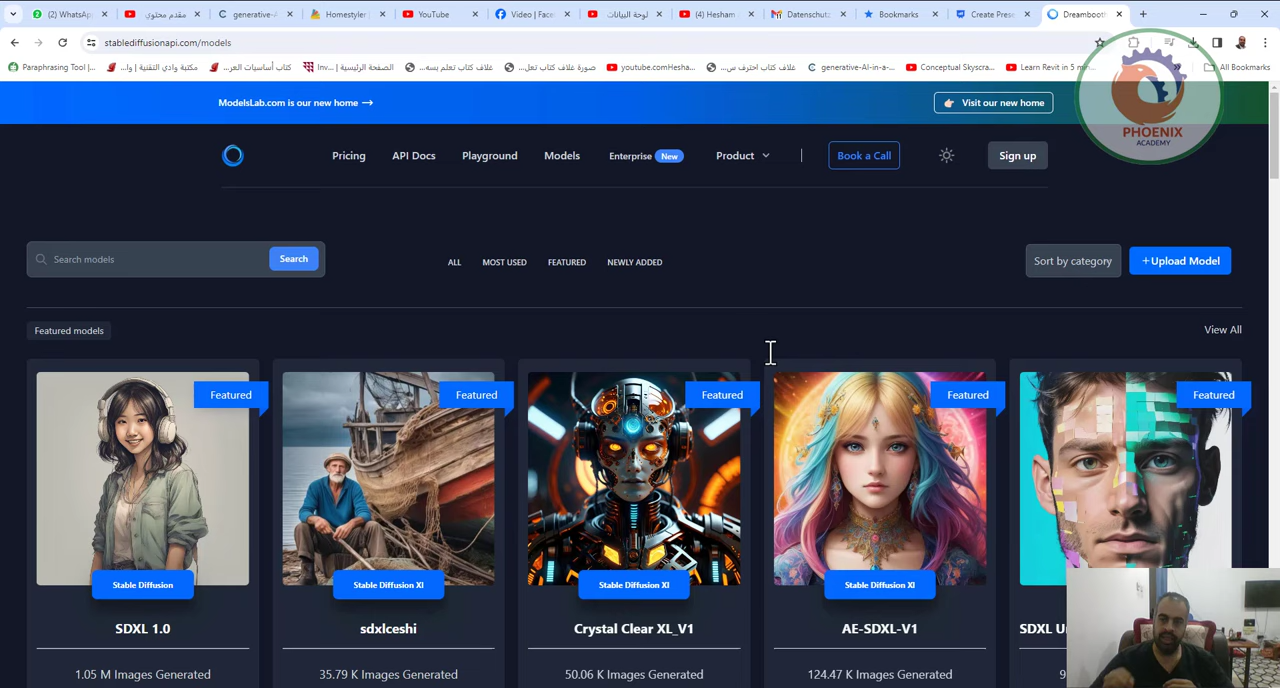 (2) WhatsApp
مقدم محتوى
generative-A
Homestyler
YouTube
Video | Face
لوحة البيانات
(4) Hesham
Datenschutz
Bookmarks
Create Prese
Dreambooth
stablediffusionapi.com/models
Paraphrasing Tool |...
مكتبة وادي التقنية | وا...
كتاب أساسيات العر...
الصفحة الرئيسية | Inv...
غلاف كتاب تعلم بسه...
صورة غلاف كتاب تعل...
youtube.comHesha...
غلاف كتاب احترف س...
generative-AI-in-a-...
Conceptual Skyscra...
Learn Revit in 5 min...
All Bookmarks
ModelsLab.com is our new home →
Visit our new home
PHOENIX
ACADEMY
Pricing
API Docs
Playground
Models
Enterprise New
Product
Book a Call
Sign up
Search models
Search
ALL
MOST USED
FEATURED
NEWLY ADDED
Sort by category
+Upload Model
Featured models
View All
Featured
Featured
Featured
Featured
Featured
Stable Diffusion
Stable Diffusion Xl
Stable Diffusion Xl
Stable Diffusion Xl
SDXL 1.0
sdxlceshi
Crystal Clear XL_V1
AE-SDXL-V1
SDXL
1.05 M Images Generated
35.79 K Images Generated
50.06 K Images Generated
124.47 K Images Generated